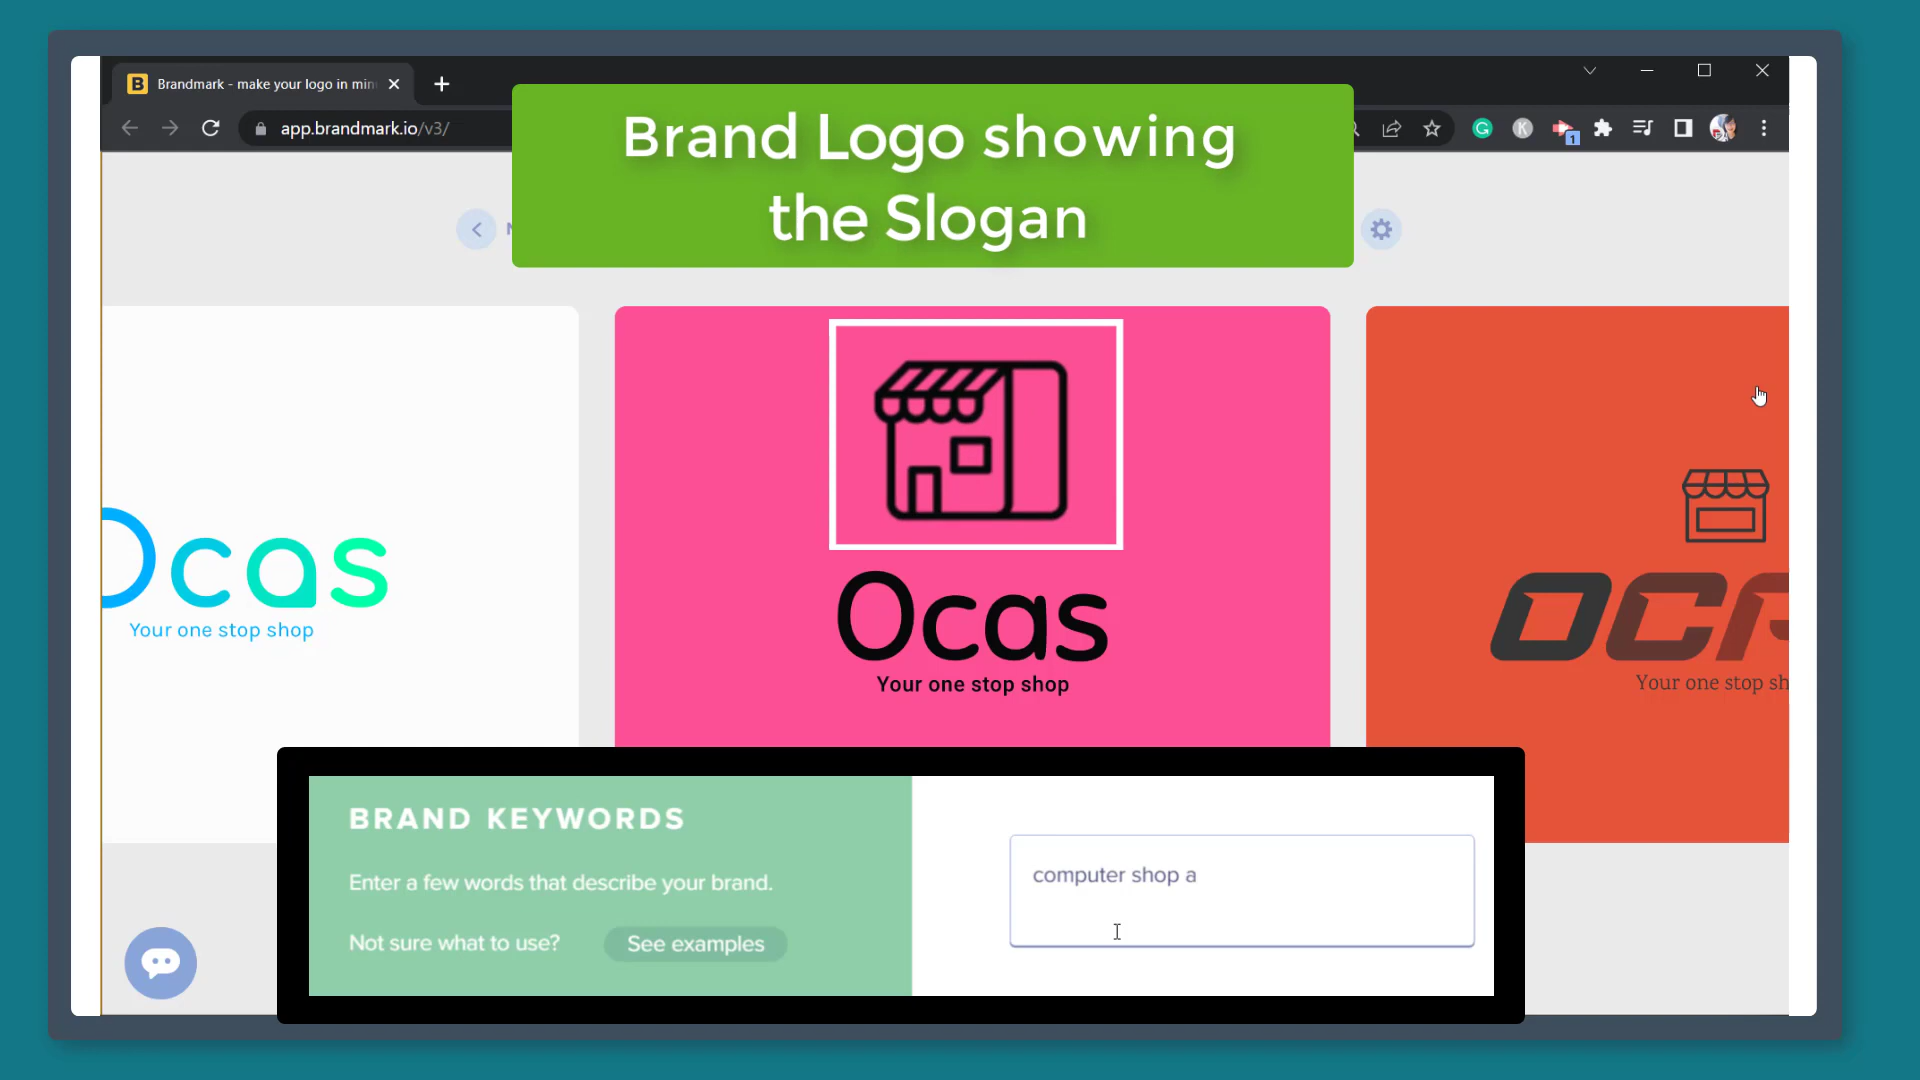 B Brandmark - make your logo in min
app.brandmark.io/v3/
1
Brand Logo showing
the Slogan
Ocas
Your one stop shop
Ocas
Your one stop shop
Your one stop sh
BRAND KEYWORDS
Enter a few words that describe your brand.
Not sure what to use? See examples
computer shop a